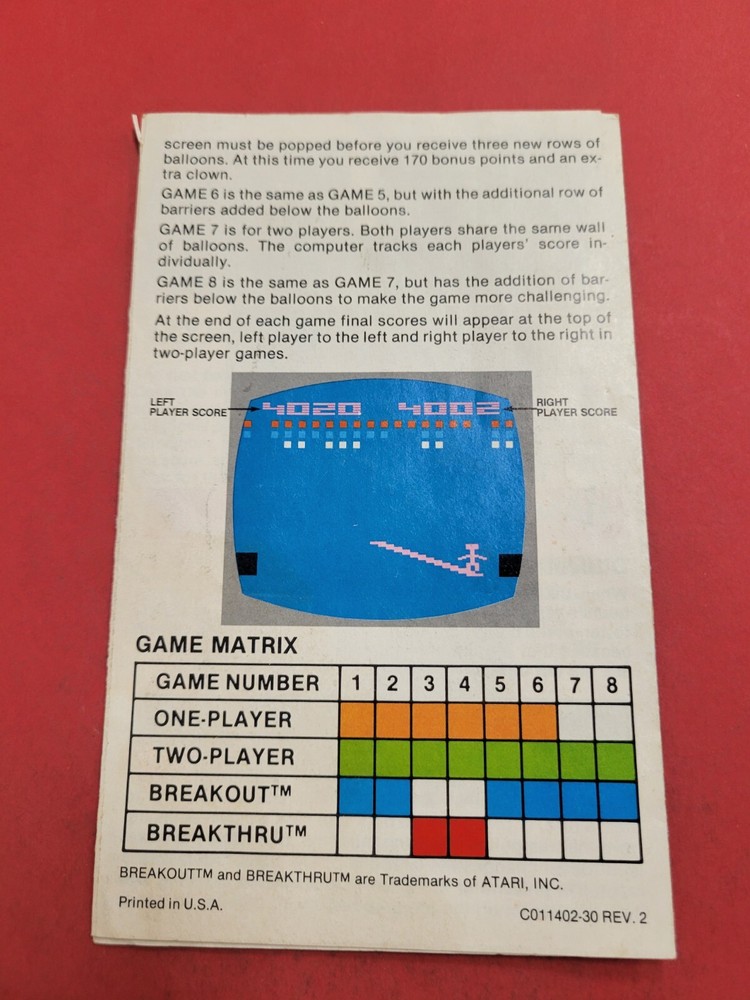 screen must be popped before you receive three new rows of
balloons. At this time you receive 170 bonus points and an ex-
tra clown.
GAME 6 is the same as GAME 5, but with the additional row of
barriers added below the balloons.
GAME 7 is for two players. Both players share the same wall
of balloons. The computer tracks each players' score in-
dividually.
GAME 8 is the same as GAME 7, but has the addition of bar-
riers below the balloons to make the game more challenging.
At the end of each game final scores will appear at the top of
the screen, left player to the left and right player to the right in
two-player games.
LEFT
PLAYER SCORE
4020 4002
RIGHT
PLAYER SCORE
GAME MATRIX
GAME NUMBER 1 2 3 4 5 6 7 8
ONE-PLAYER
TWO-PLAYER
BREAKOUT™
BREAKTHRU™
BREAKOUT™ and BREAKTHRU™ are Trademarks of ATARI, INC.
Printed in U.S.A.
C011402-30 REV. 2